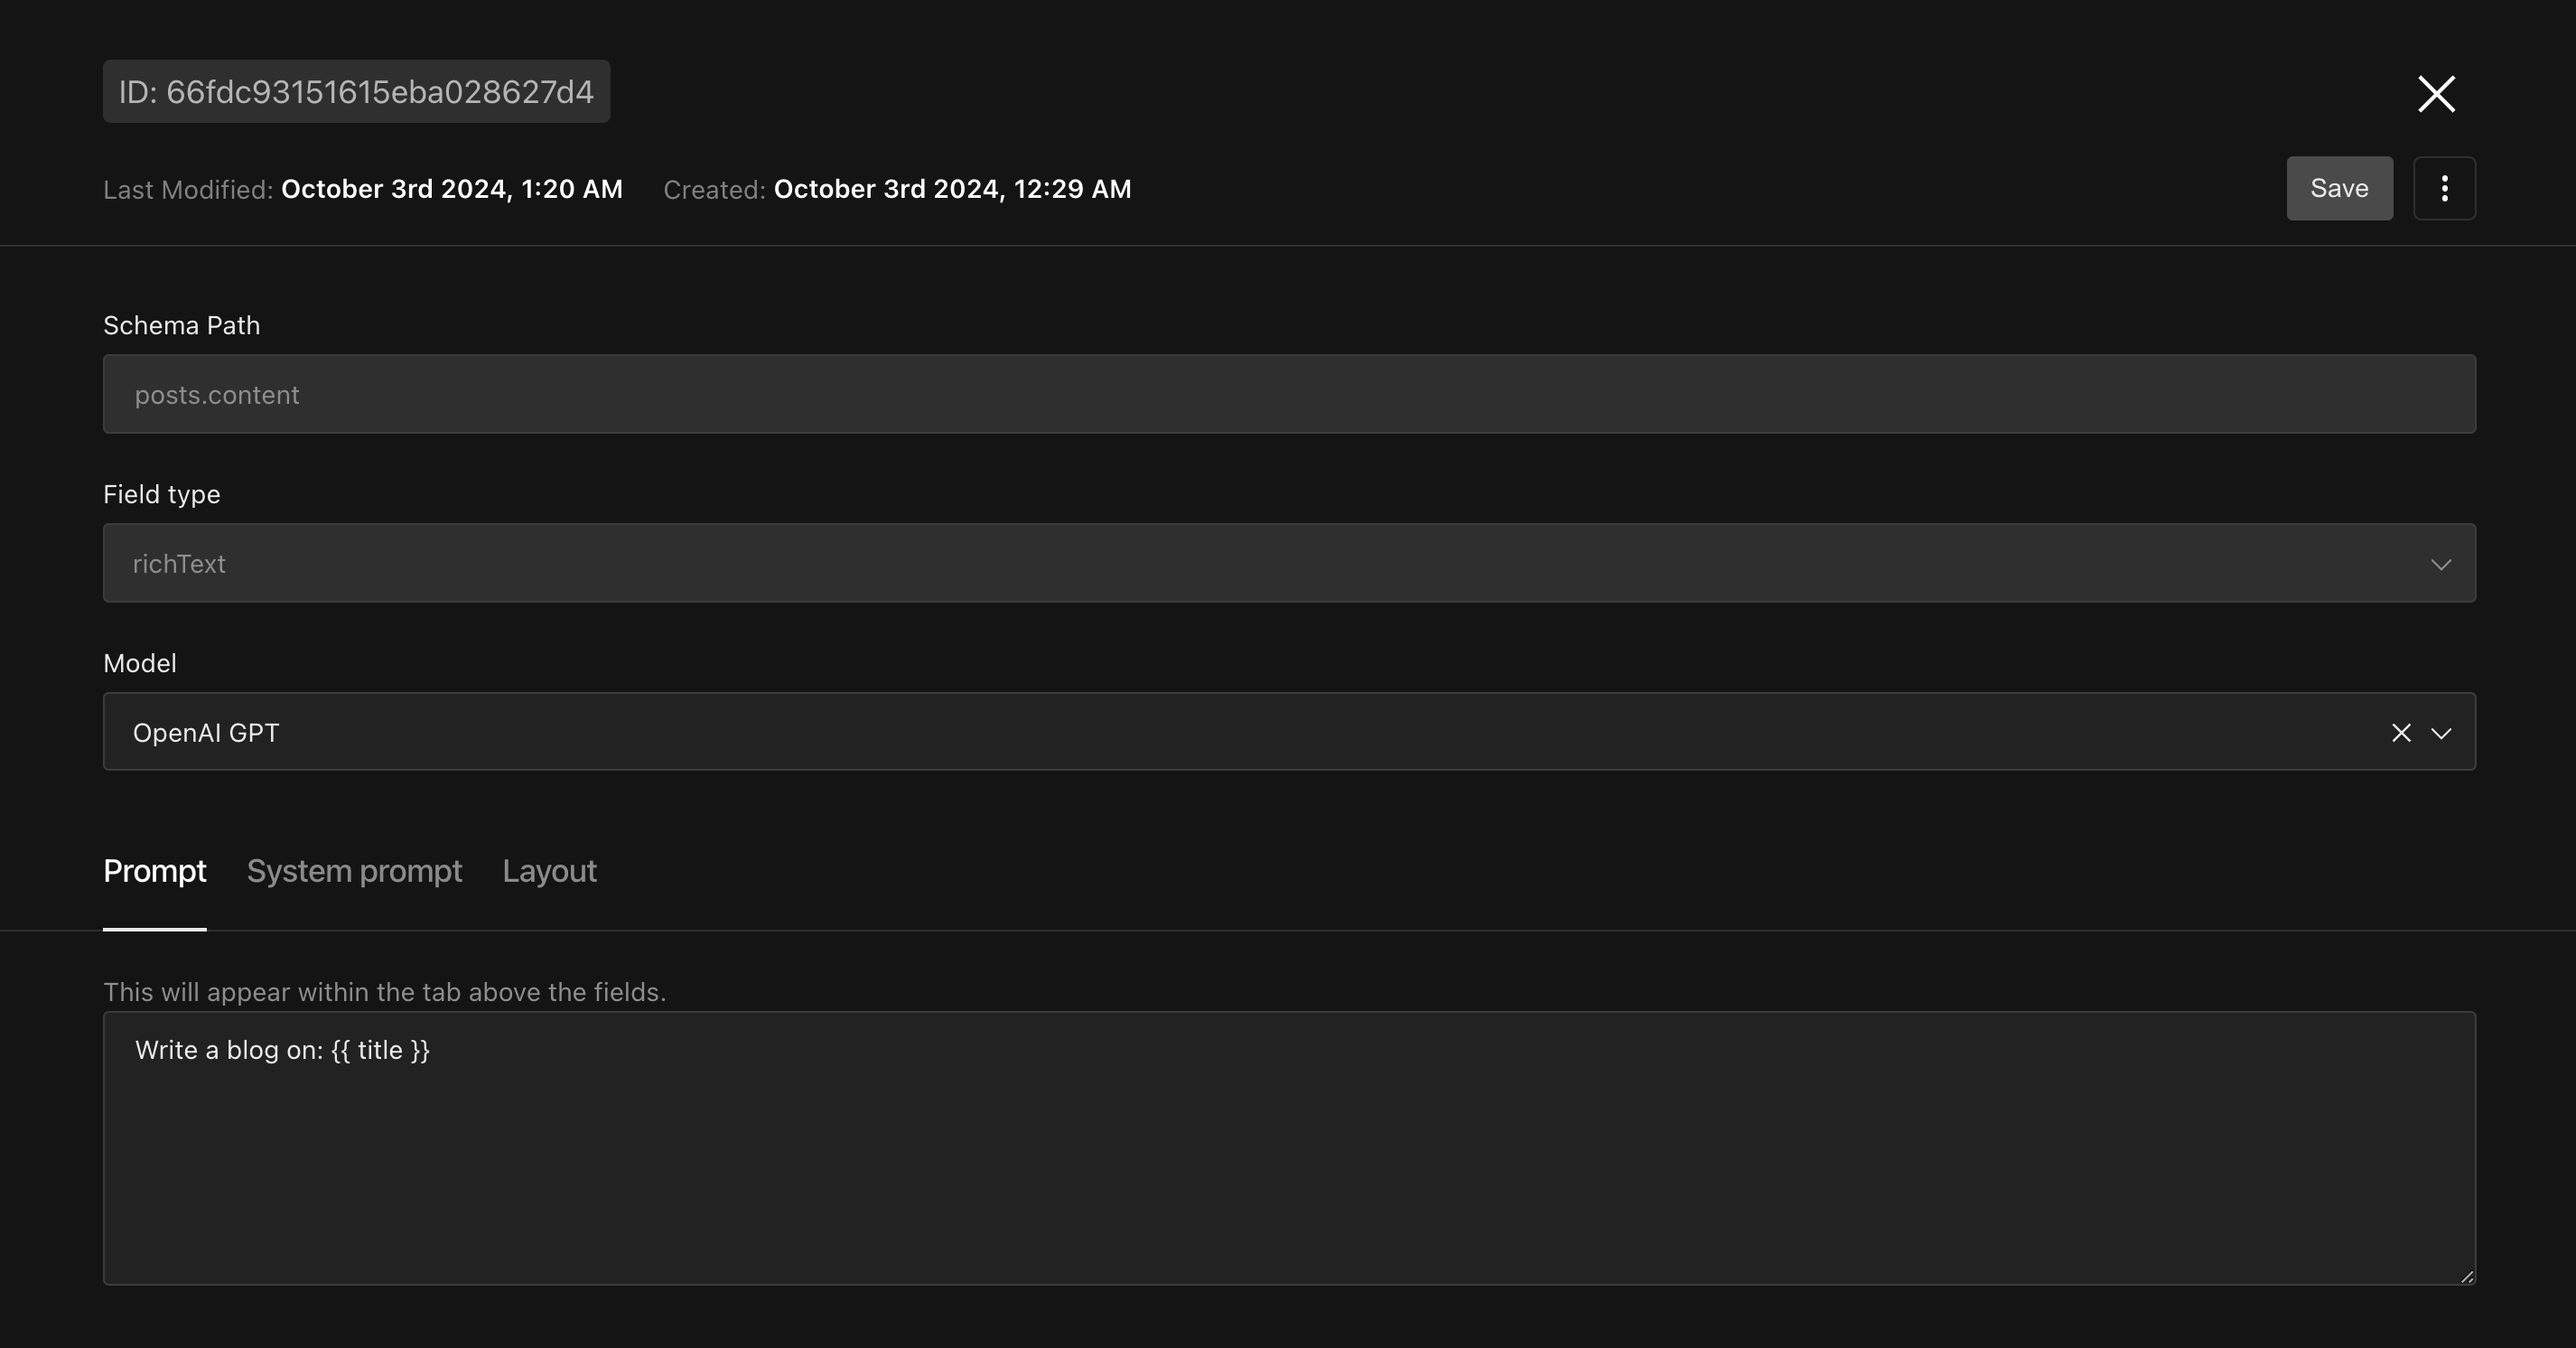 ID: 66fdc93151615eba028627d4
Last Modified: October 3rd 2024, 1:20 AM Created: October 3rd 2024, 12:29 AM
Save
Schema Path
posts.content
Field type
richText
Model
OpenAI GPT
Prompt System prompt Layout
This will appear within the tab above the fields.
Write a blog on: {{ title }}